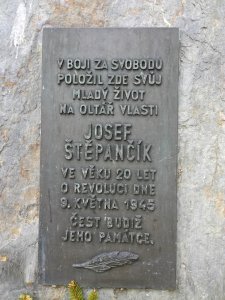 V BOJI ZA SVOBODU
POLOŽIL ZDE SVŮJ
MLADÝ ŽIVOT
NA OLTÁŘ VLASTI
JOSEF
ŠTĚPANČÍK
VE VĚKU 20 LET
O REVOLUCI DNE
9. KVĚTNA 1945
ČEST BUDIŽ
JEHO PAMÁTCE.